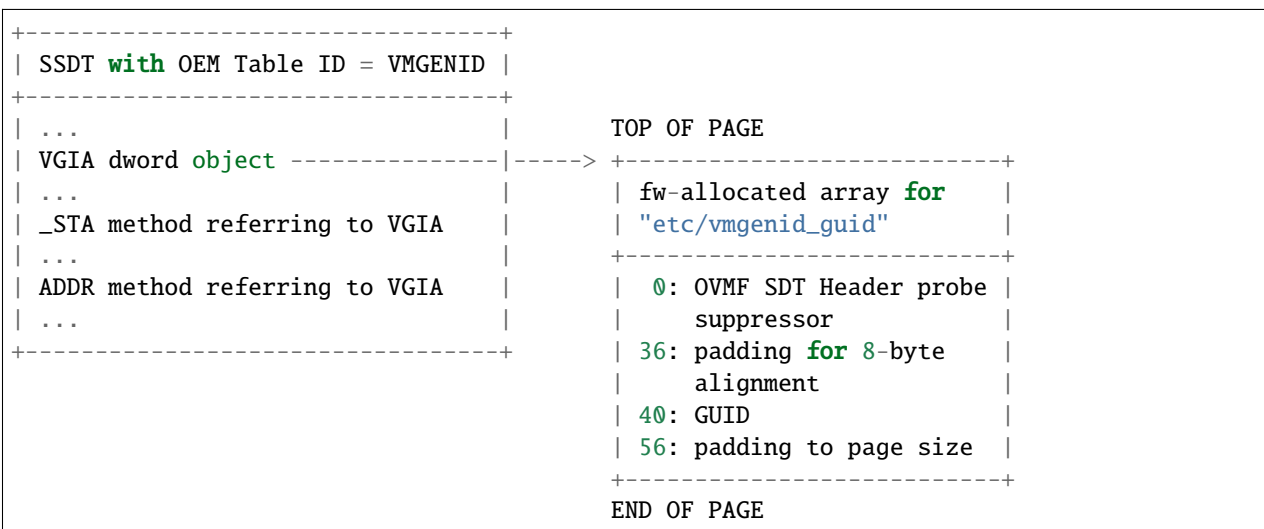 +----------------------------------+
| SSDT with OEM Table ID = VMGENID |
+----------------------------------+
| ...                              |       TOP OF PAGE
| VGIA dword object ---------------|-----> +---------------------------+
| ...                              |       | fw-allocated array for    |
| _STA method referring to VGIA    |       | "etc/vmgenid_guid"        |
| ...                              |       +---------------------------+
| ADDR method referring to VGIA    |       |  0: OVMF SDT Header probe |
| ...                              |       |     suppressor            |
+----------------------------------+       | 36: padding for 8-byte    |
                                           |     alignment             |
                                           | 40: GUID                  |
                                           | 56: padding to page size  |
                                           +---------------------------+
                                           END OF PAGE